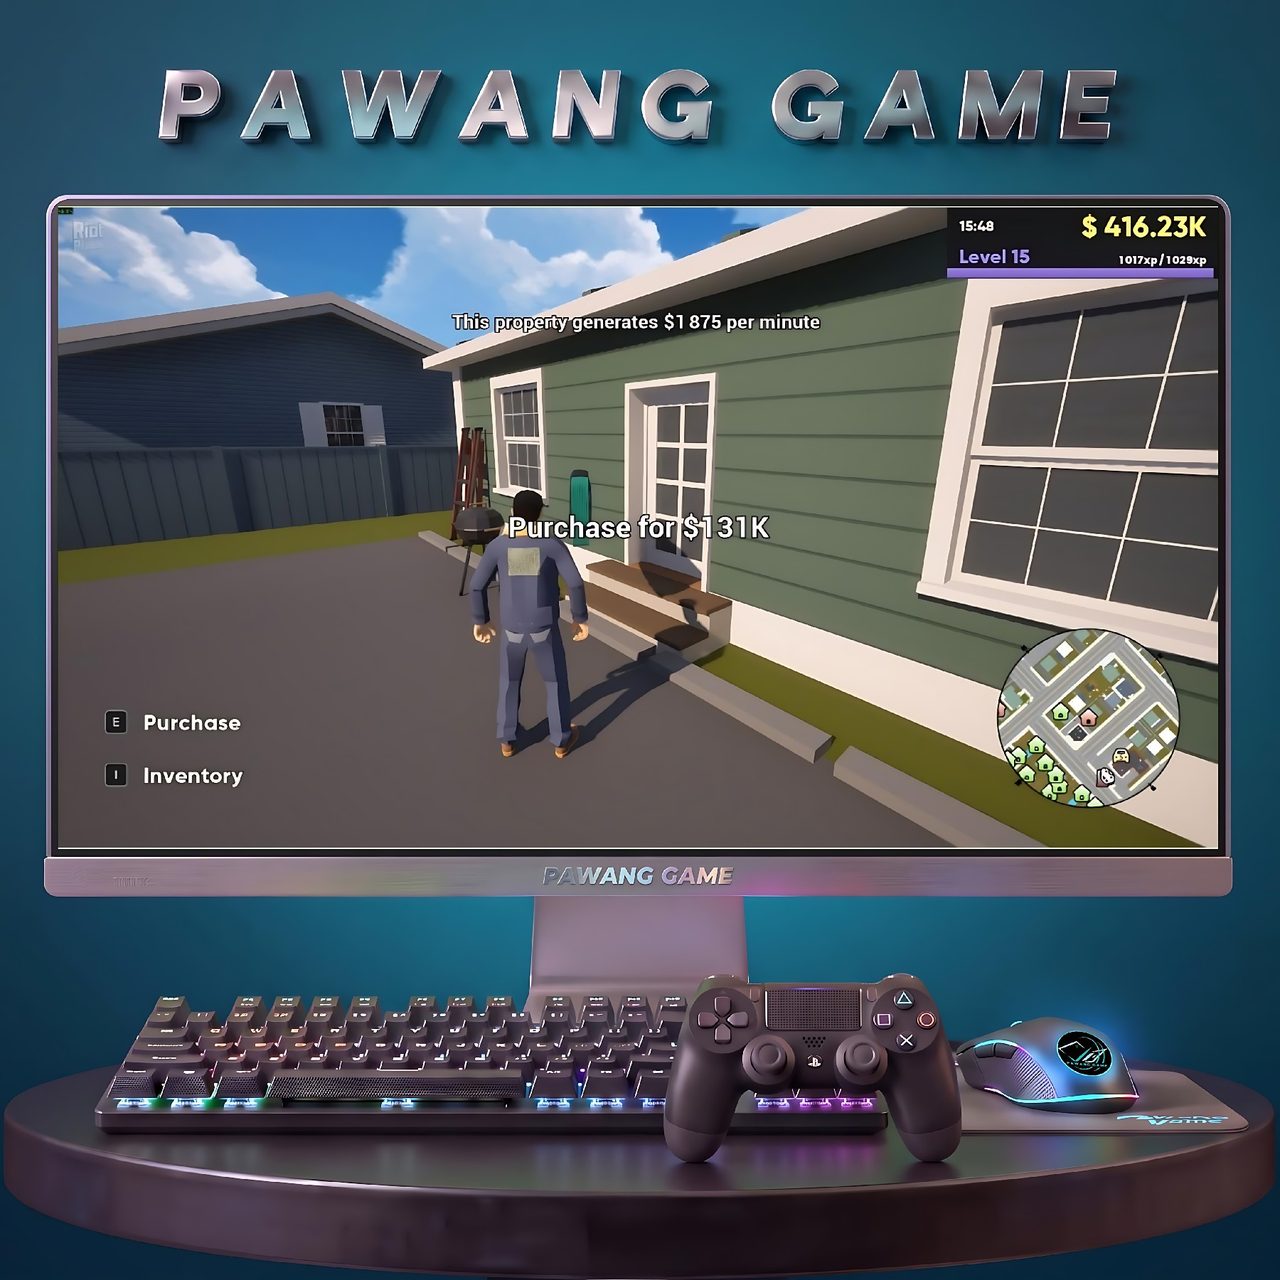 PAWANG GAME
Riot
15:48
$ 416.23K
Level 15
1017xp/1029xp
This property generates $1 875 per minute
Purchase for $131K
E Purchase
I Inventory
PAWANG GAME